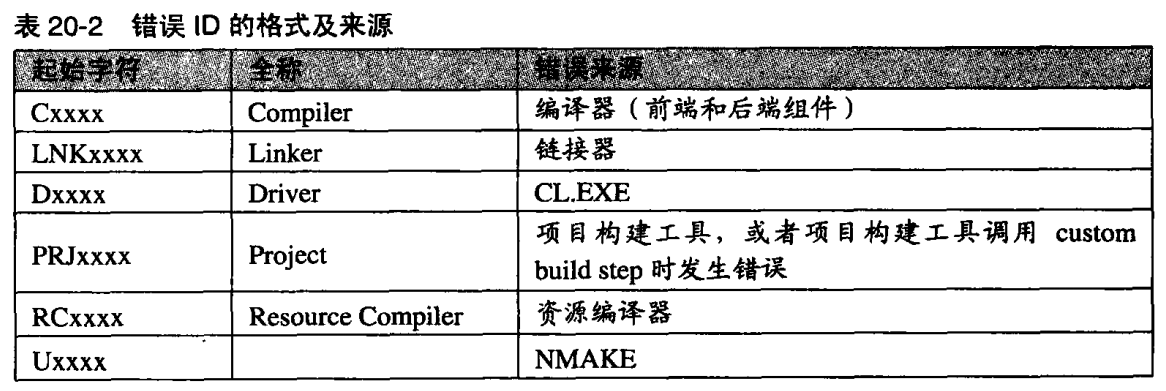 表 20-2 错误 ID 的格式及来源
起始字符 全称 错误来源
Cxxxx Compiler 编译器（前端和后端组件）
LNKxxxx Linker 链接器
Dxxxx Driver CL.EXE
PRJxxxx Project 项目构建工具，或者项目构建工具调用 custom
build step 时发生错误
RCxxxx Resource Compiler 资源编译器
Uxxxx NMAKE